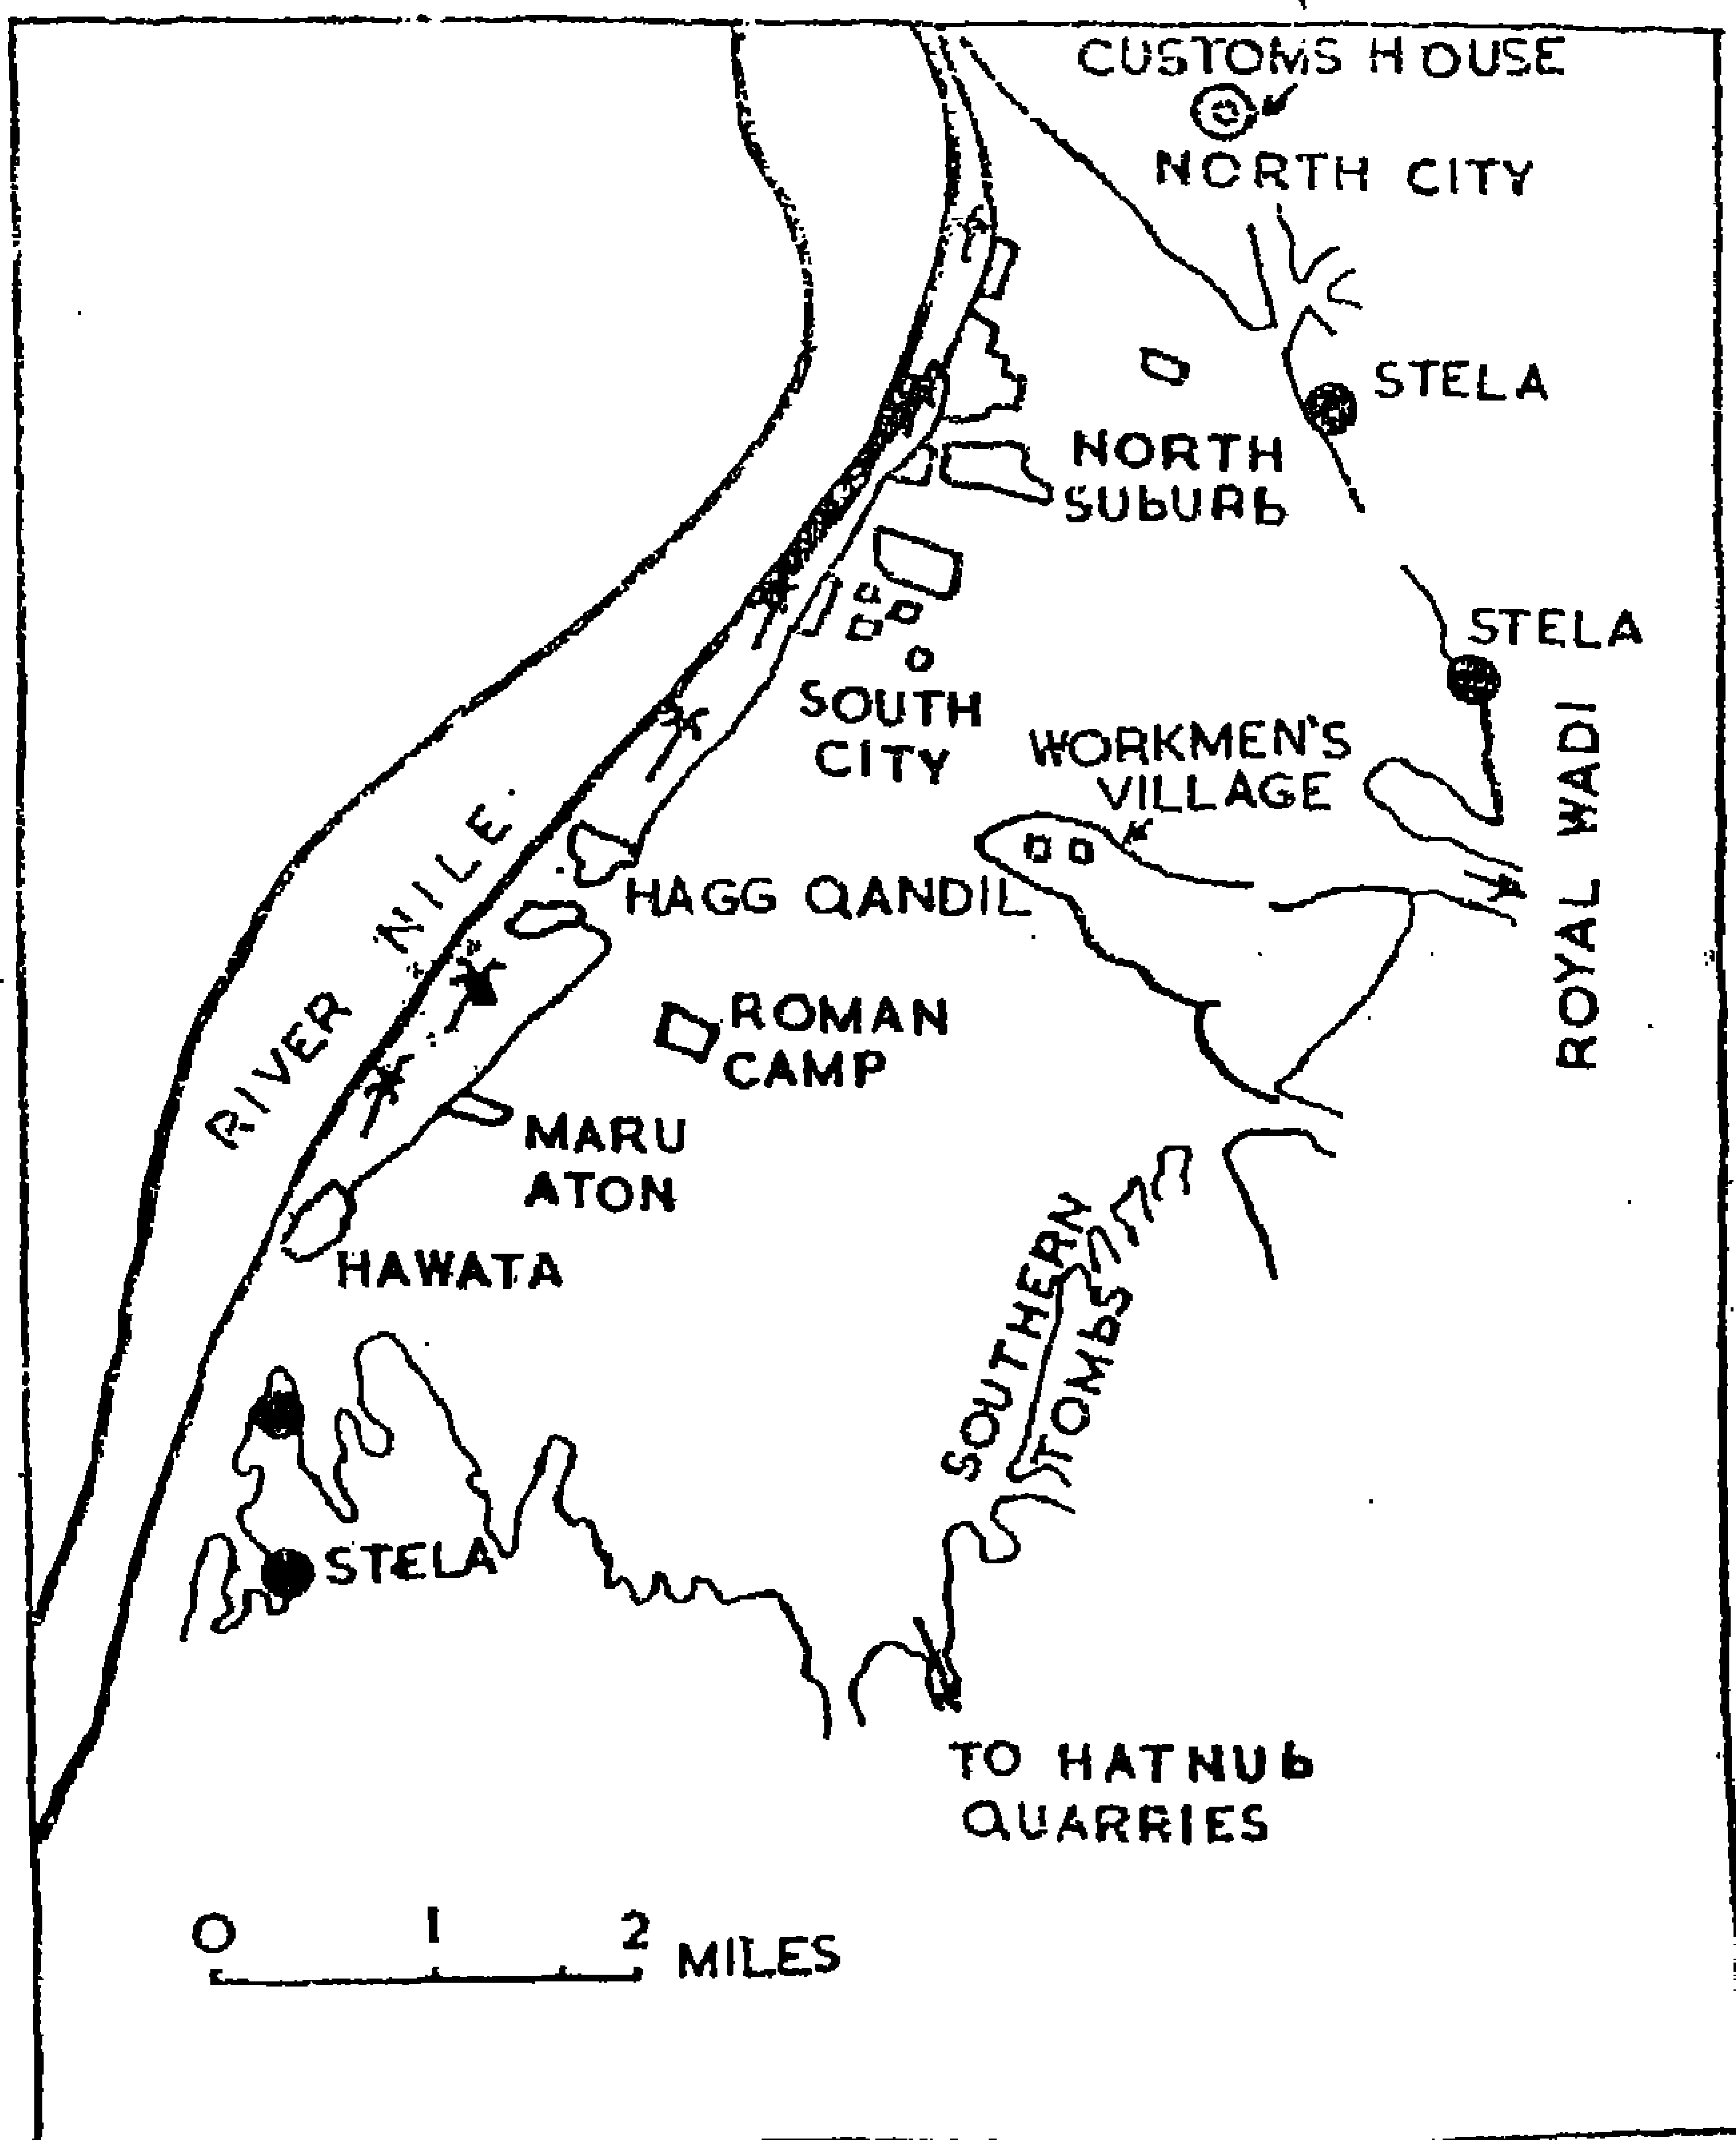 CUSTOMS HOUSE
NORTH CITY
STELA
NORTH
SUbURb
STELA
SOUTH
CITY
WORKMEN'S
VILLAGE
ROYAL WADI
RIVER NILE
HAGG QANDIL
ROMAN
CAMP
MARU
ATON
HAWATA
SOUTHERN
TOMbS
STELA
TO HATNUb
QUARRIES
0 1 2 MILES